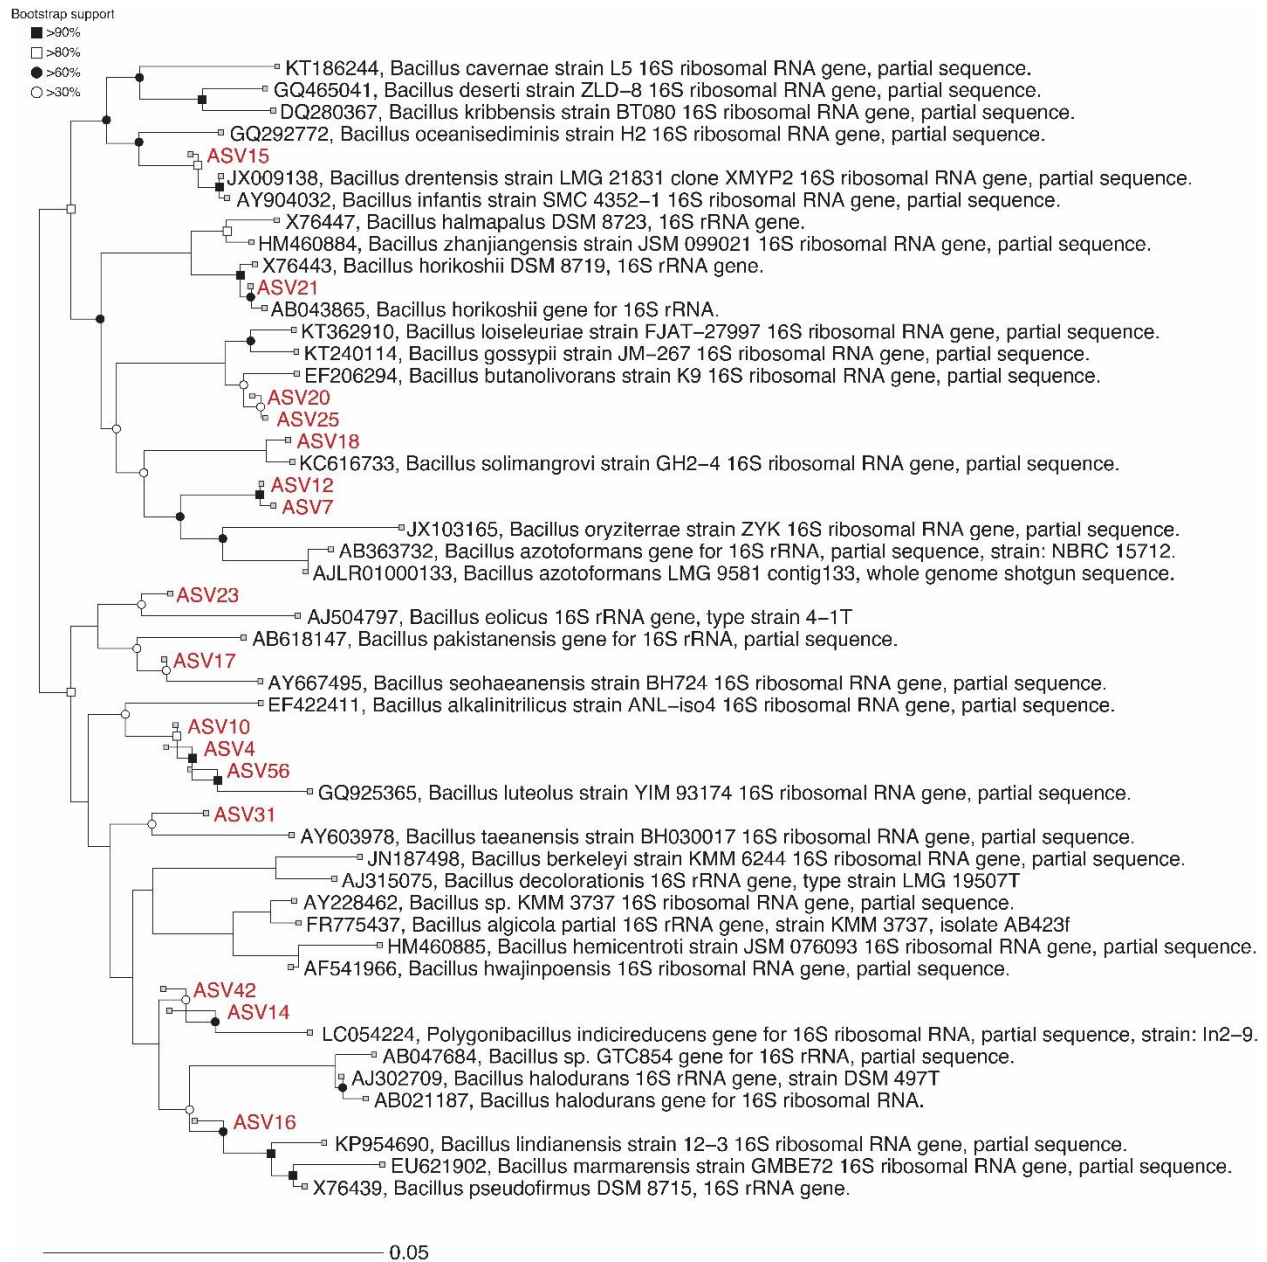 Bootstrap support
>90%
>80%
>60%
>30%
KT186244, Bacillus cavernae strain L5 16S ribosomal RNA gene, partial sequence.
GQ465041, Bacillus deserti strain ZLD−8 16S ribosomal RNA gene, partial sequence.
DQ280367, Bacillus kribbensis strain BT080 16S ribosomal RNA gene, partial sequence.
GQ292772, Bacillus oceanisediminis strain H2 16S ribosomal RNA gene, partial sequence.
ASV15
JX009138, Bacillus drentensis strain LMG 21831 clone XMYP2 16S ribosomal RNA gene, partial sequence.
AY904032, Bacillus infantis strain SMC 4352−1 16S ribosomal RNA gene, partial sequence.
X76447, Bacillus halmapalus DSM 8723, 16S rRNA gene.
HM460884, Bacillus zhanjiangensis strain JSM 099021 16S ribosomal RNA gene, partial sequence.
X76443, Bacillus horikoshii DSM 8719, 16S rRNA gene.
ASV21
AB043865, Bacillus horikoshii gene for 16S rRNA.
KT362910, Bacillus loiseleuriae strain FJAT−27997 16S ribosomal RNA gene, partial sequence.
KT240114, Bacillus gossypii strain JM−267 16S ribosomal RNA gene, partial sequence.
EF206294, Bacillus butanolivorans strain K9 16S ribosomal RNA gene, partial sequence.
ASV20
ASV25
ASV18
KC616733, Bacillus solimangrovi strain GH2−4 16S ribosomal RNA gene, partial sequence.
ASV12
ASV7
JX103165, Bacillus oryziterrae strain ZYK 16S ribosomal RNA gene, partial sequence.
AB363732, Bacillus azotoformans gene for 16S rRNA, partial sequence, strain: NBRC 15712.
AJLR01000133, Bacillus azotoformans LMG 9581 contig133, whole genome shotgun sequence.
ASV23
AJ504797, Bacillus eolicus 16S rRNA gene, type strain 4−1T
AB618147, Bacillus pakistanensis gene for 16S rRNA, partial sequence.
ASV17
AY667495, Bacillus seohaeanensis strain BH724 16S ribosomal RNA gene, partial sequence.
EF422411, Bacillus alkalinitrilicus strain ANL−iso4 16S ribosomal RNA gene, partial sequence.
ASV10
ASV4
ASV56
GQ925365, Bacillus luteolus strain YIM 93174 16S ribosomal RNA gene, partial sequence.
ASV31
AY603978, Bacillus taeanensis strain BH030017 16S ribosomal RNA gene, partial sequence.
JN187498, Bacillus berkeleyi strain KMM 6244 16S ribosomal RNA gene, partial sequence.
AJ315075, Bacillus decolorationis 16S rRNA gene, type strain LMG 19507T
AY228462, Bacillus sp. KMM 3737 16S ribosomal RNA gene, partial sequence.
FR775437, Bacillus algicola partial 16S rRNA gene, strain KMM 3737, isolate AB423f
HM460885, Bacillus hemicentroti strain JSM 076093 16S ribosomal RNA gene, partial sequence.
AF541966, Bacillus hwajinpoensis 16S ribosomal RNA gene, partial sequence.
ASV42
ASV14
LC054224, Polygonibacillus indicireducens gene for 16S ribosomal RNA, partial sequence, strain: In2−9.
AB047684, Bacillus sp. GTC854 gene for 16S rRNA, partial sequence.
AJ302709, Bacillus halodurans 16S rRNA gene, strain DSM 497T
AB021187, Bacillus halodurans gene for 16S ribosomal RNA.
ASV16
KP954690, Bacillus lindianensis strain 12−3 16S ribosomal RNA gene, partial sequence.
EU621902, Bacillus marmarensis strain GMBE72 16S ribosomal RNA gene, partial sequence.
X76439, Bacillus pseudofirmus DSM 8715, 16S rRNA gene.
0.05